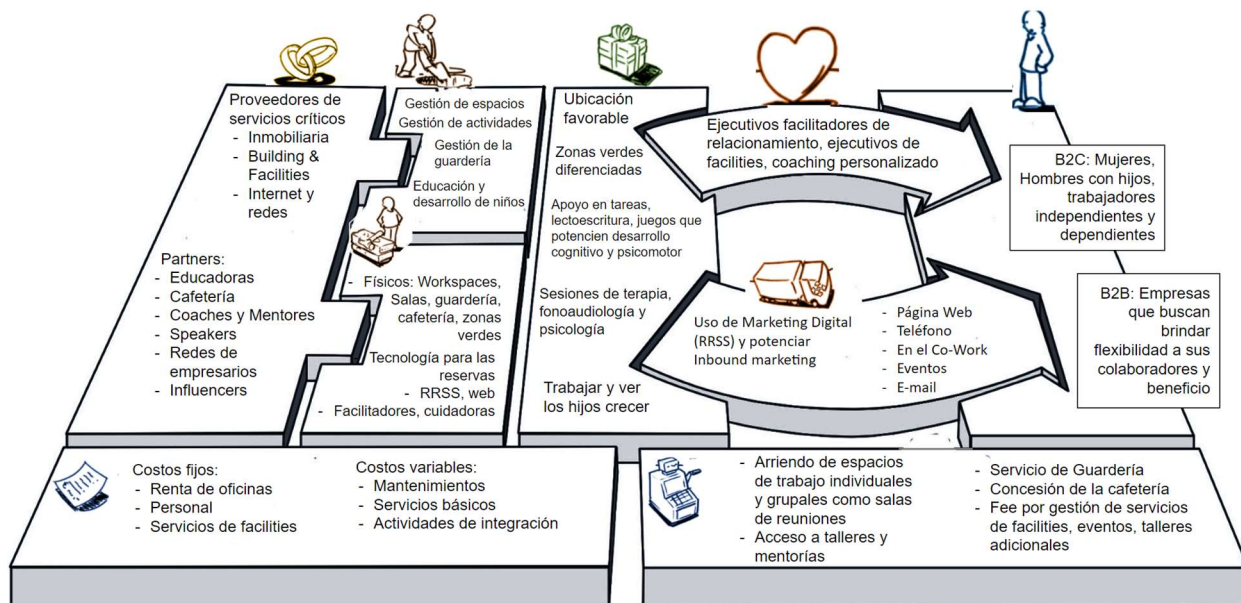 Proveedores de
servicios críticos
- Inmobiliaria
- Building &
Facilities
- Internet y
redes
Partners:
- Educadoras
- Cafetería
- Coaches y Mentores
- Speakers
- Redes de
empresarios
- Influencers
Gestión de espacios
Gestión de actividades
Gestión de la
guardería
Educación y
desarrollo de niños
- Físicos: Workspaces,
Salas, guardería,
cafetería, zonas
verdes
Tecnología para las
reservas
- RRSS, web
- Facilitadores, cuidadoras
Ubicación
favorable
Zonas verdes
diferenciadas
Apoyo en tareas,
lectoescritura, juegos que
potencien desarrollo
cognitivo y psicomotor
Sesiones de terapia,
fonoaudiología y
psicología
Trabajar y ver
los hijos crecer
Ejecutivos facilitadores de
relacionamiento, ejecutivos de
facilities, coaching personalizado
Uso de Marketing Digital
(RRSS) y potenciar
Inbound marketing
- Página Web
- Teléfono
- En el Co-Work
- Eventos
- E-mail
B2C: Mujeres,
Hombres con hijos,
trabajadores
independientes y
dependientes
B2B: Empresas
que buscan
brindar
flexibilidad a sus
colaboradores y
beneficio
Costos fijos:
- Renta de oficinas
- Personal
- Servicios de facilities
Costos variables:
- Mantenimientos
- Servicios básicos
- Actividades de integración
- Arriendo de espacios
de trabajo individuales
y grupales como salas
de reuniones
- Acceso a talleres y
mentorías
- Servicio de Guardería
- Concesión de la cafetería
- Fee por gestión de servicios
de facilities, eventos, talleres
adicionales